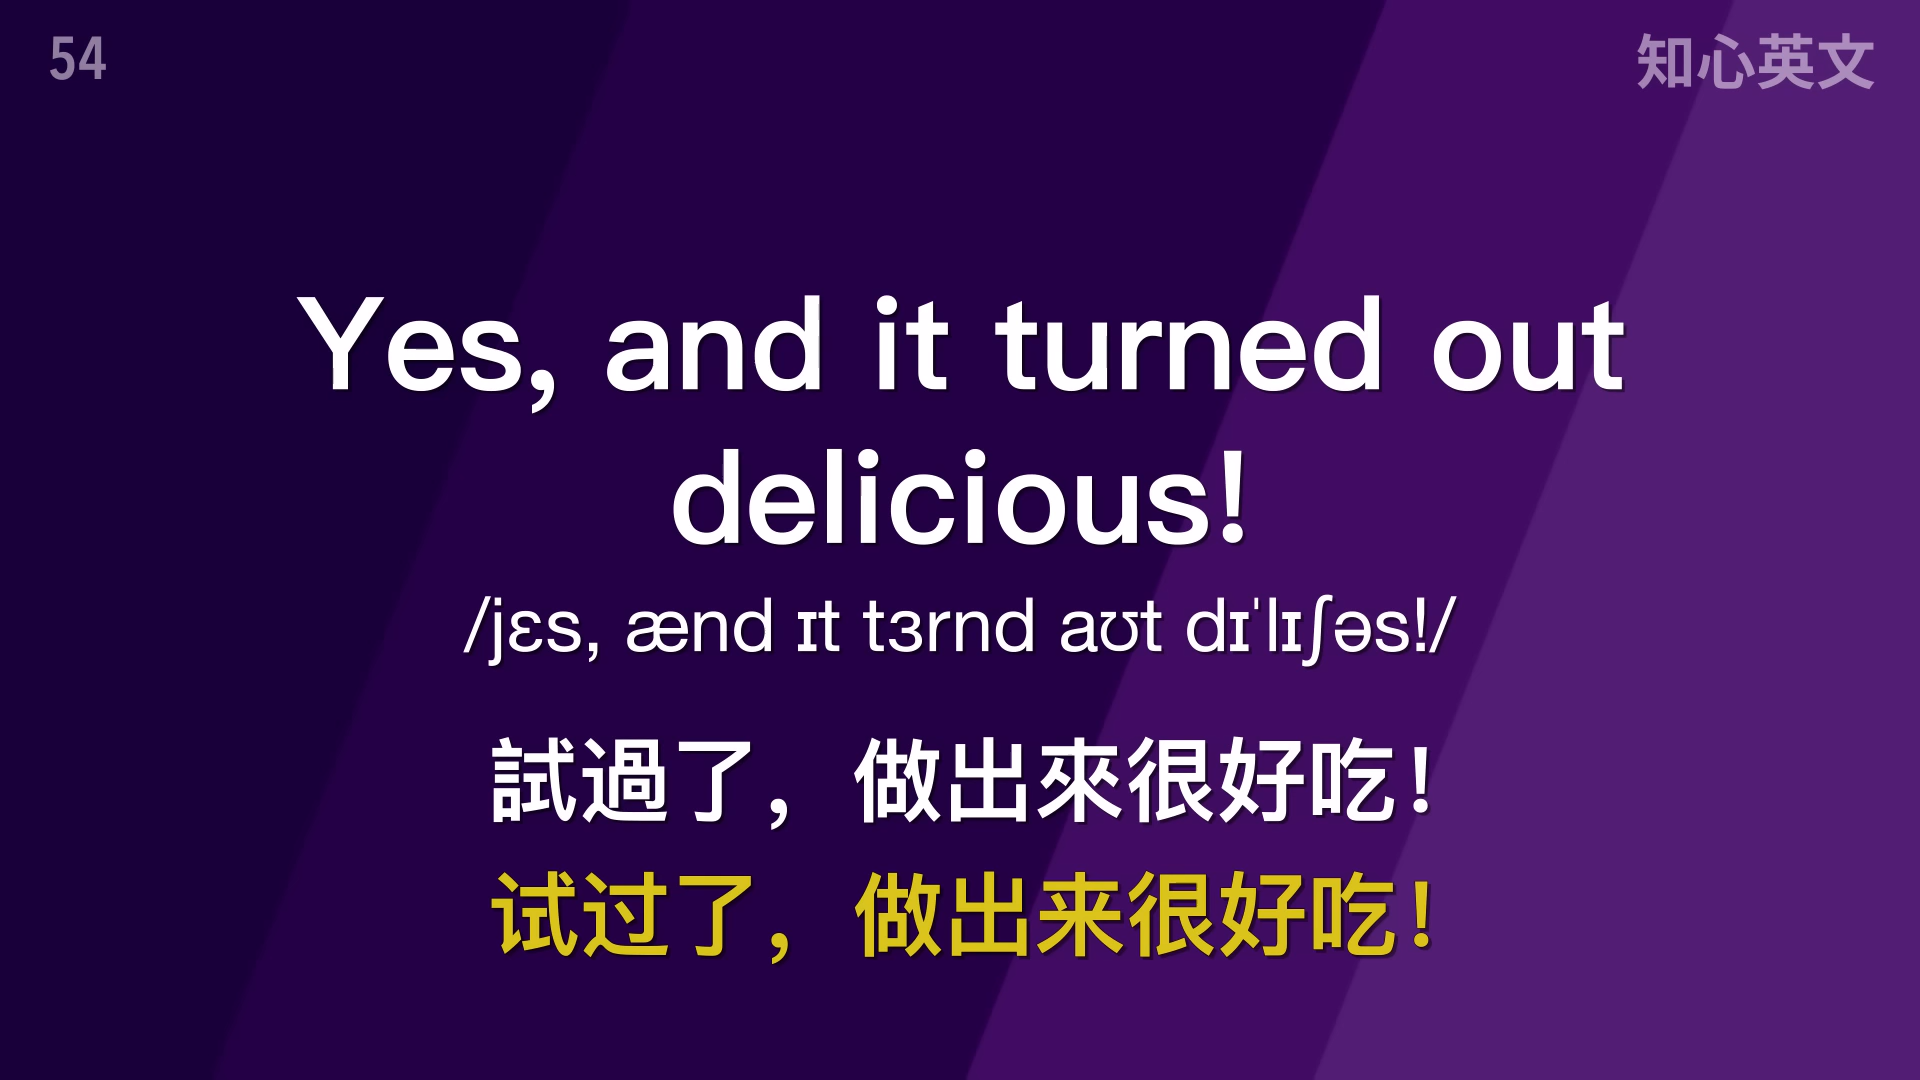 54
知心英文
Yes, and it turned out
delicious!
/jɛs, ænd ɪt tɜrnd aʊt dɪˈlɪʃəs!/
試過了，做出來很好吃！
试过了，做出来很好吃！